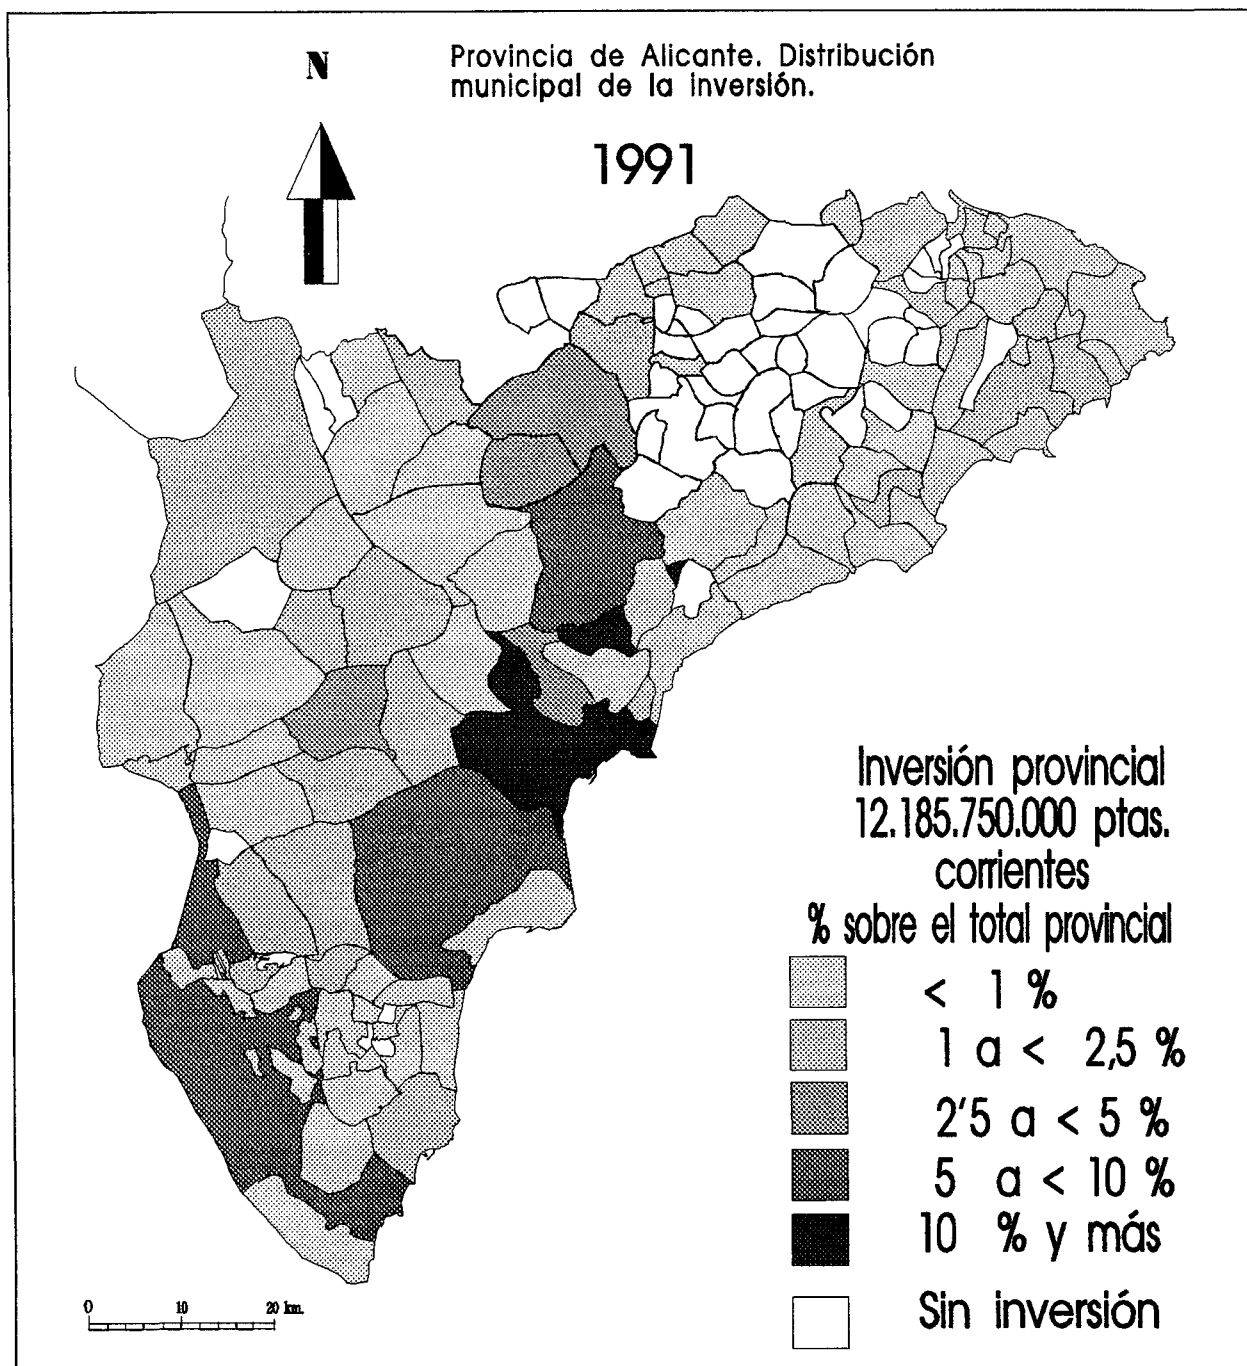 N
Provincia de Alicante. Distribución
municipal de la inversión.
1991
Inversión provincial
12.185.750.000 ptas.
corrientes
% sobre el total provincial
< 1 %
1 a < 2,5 %
2'5 a < 5 %
5 a < 10 %
10 % y más
Sin inversión
0 10 20 km.